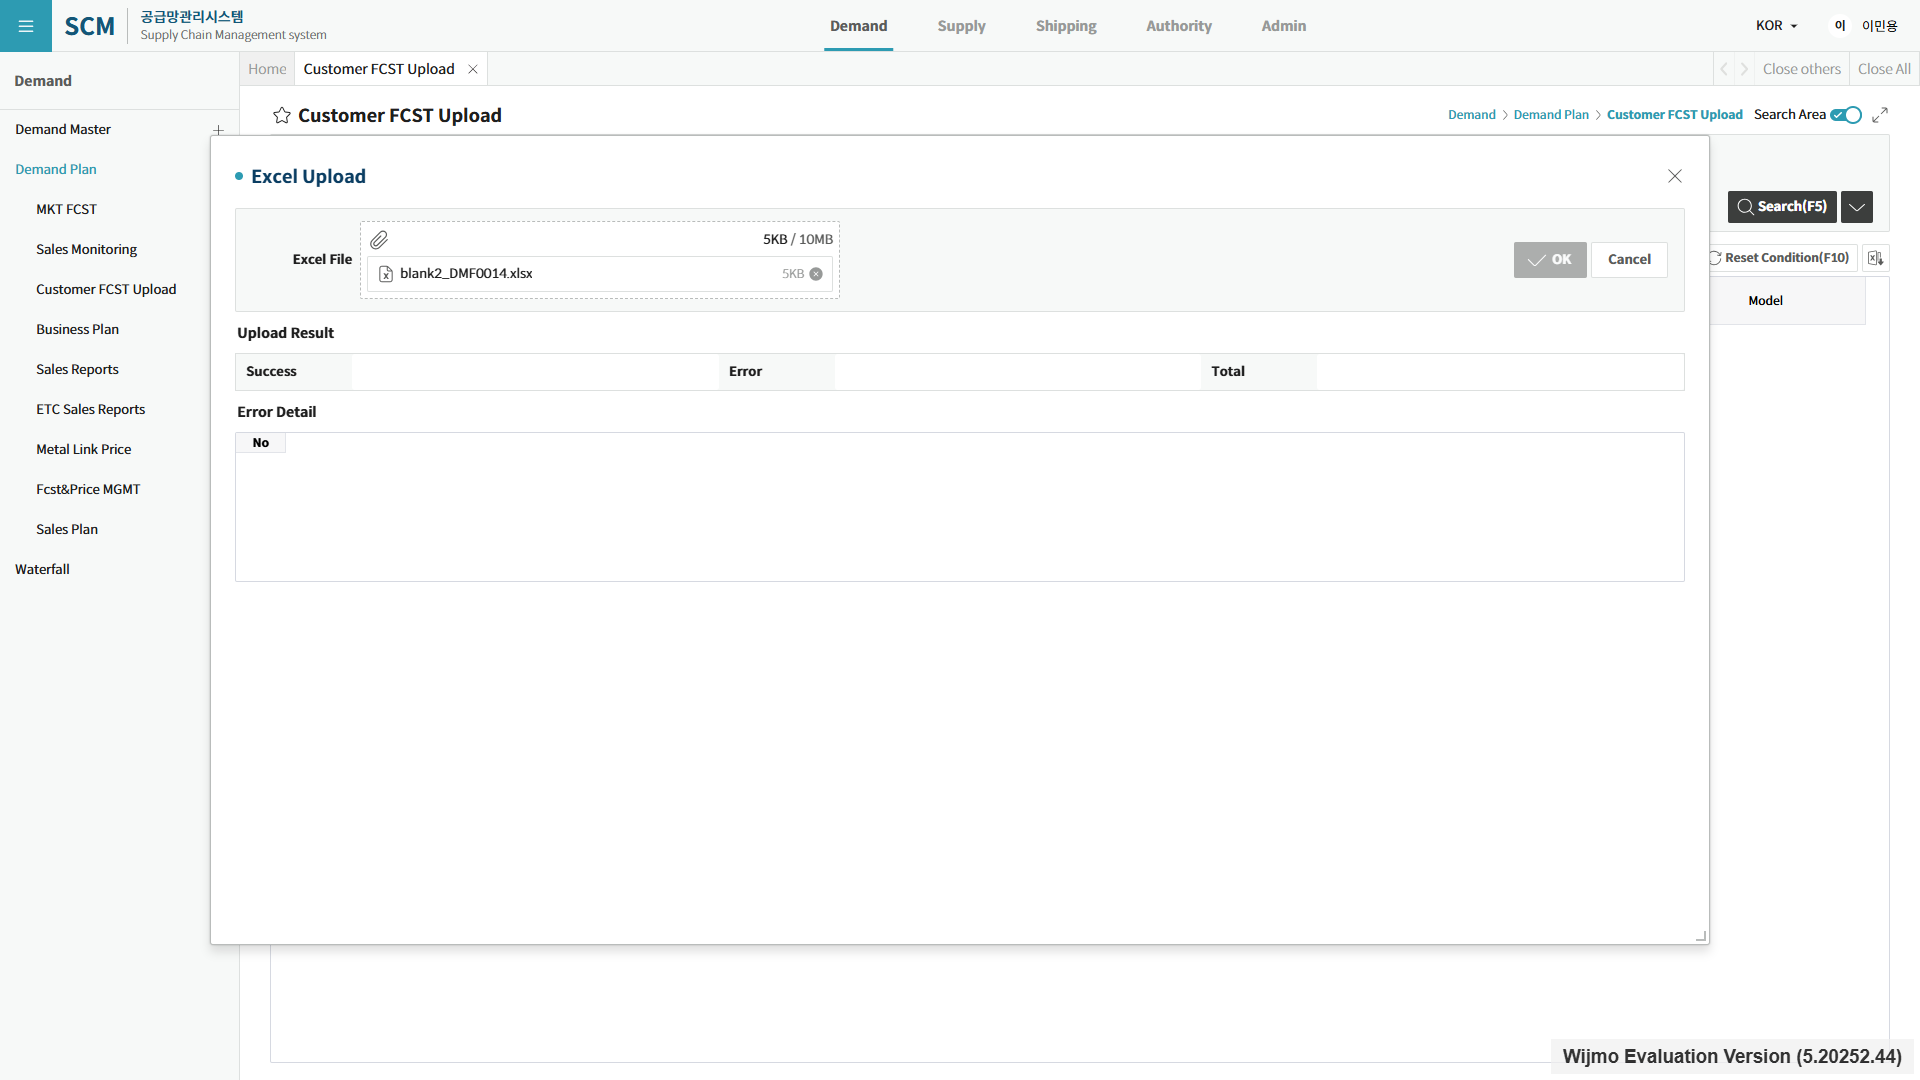 SCM
공급망관리시스템
Supply Chain Management system
Demand
Supply
Shipping
Authority
Admin
KOR
이
이민용
Demand
Home
Customer FCST Upload
Close others
Close All
Demand Master
Demand Plan
MKT FCST
Sales Monitoring
Customer FCST Upload
Business Plan
Sales Reports
ETC Sales Reports
Metal Link Price
Fcst&Price MGMT
Sales Plan
Waterfall
Customer FCST Upload
Demand > Demand Plan > Customer FCST Upload
Search Area
Search(F5)
Reset Condition(F10)
Model
Excel Upload
Excel File
5KB / 10MB
blank2_DMF0014.xlsx
5KB
OK
Cancel
Upload Result
Success
Error
Total
Error Detail
No
Wijmo Evaluation Version (5.20252.44)